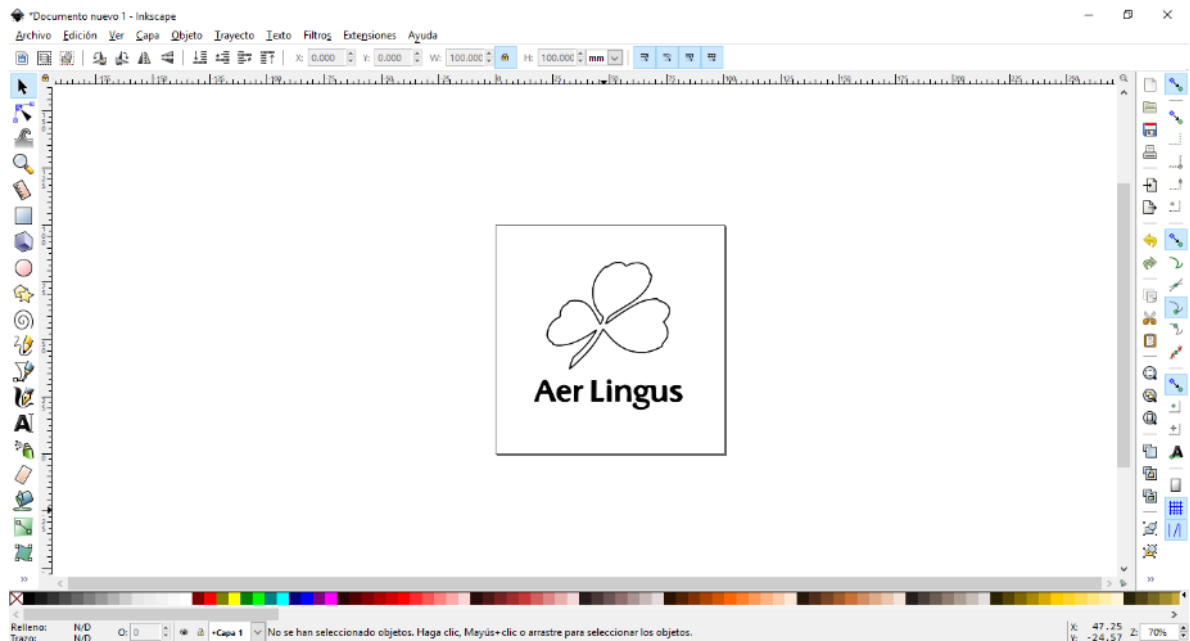 *Documento nuevo 1 - Inkscape
Archivo Edición Ver Capa Objeto Trayecto Texto Filtros Extensiones Ayuda
X: 0.000 Y: 0.000 W: 100.000 H: 100.000 mm
Aer Lingus
Relleno: N/D O: 0 •Capa 1 No se han seleccionado objetos. Haga clic, Mayús+clic o arrastre para seleccionar los objetos. X: 47.25 Z: 70%
Trazo: N/D Y: -24.57